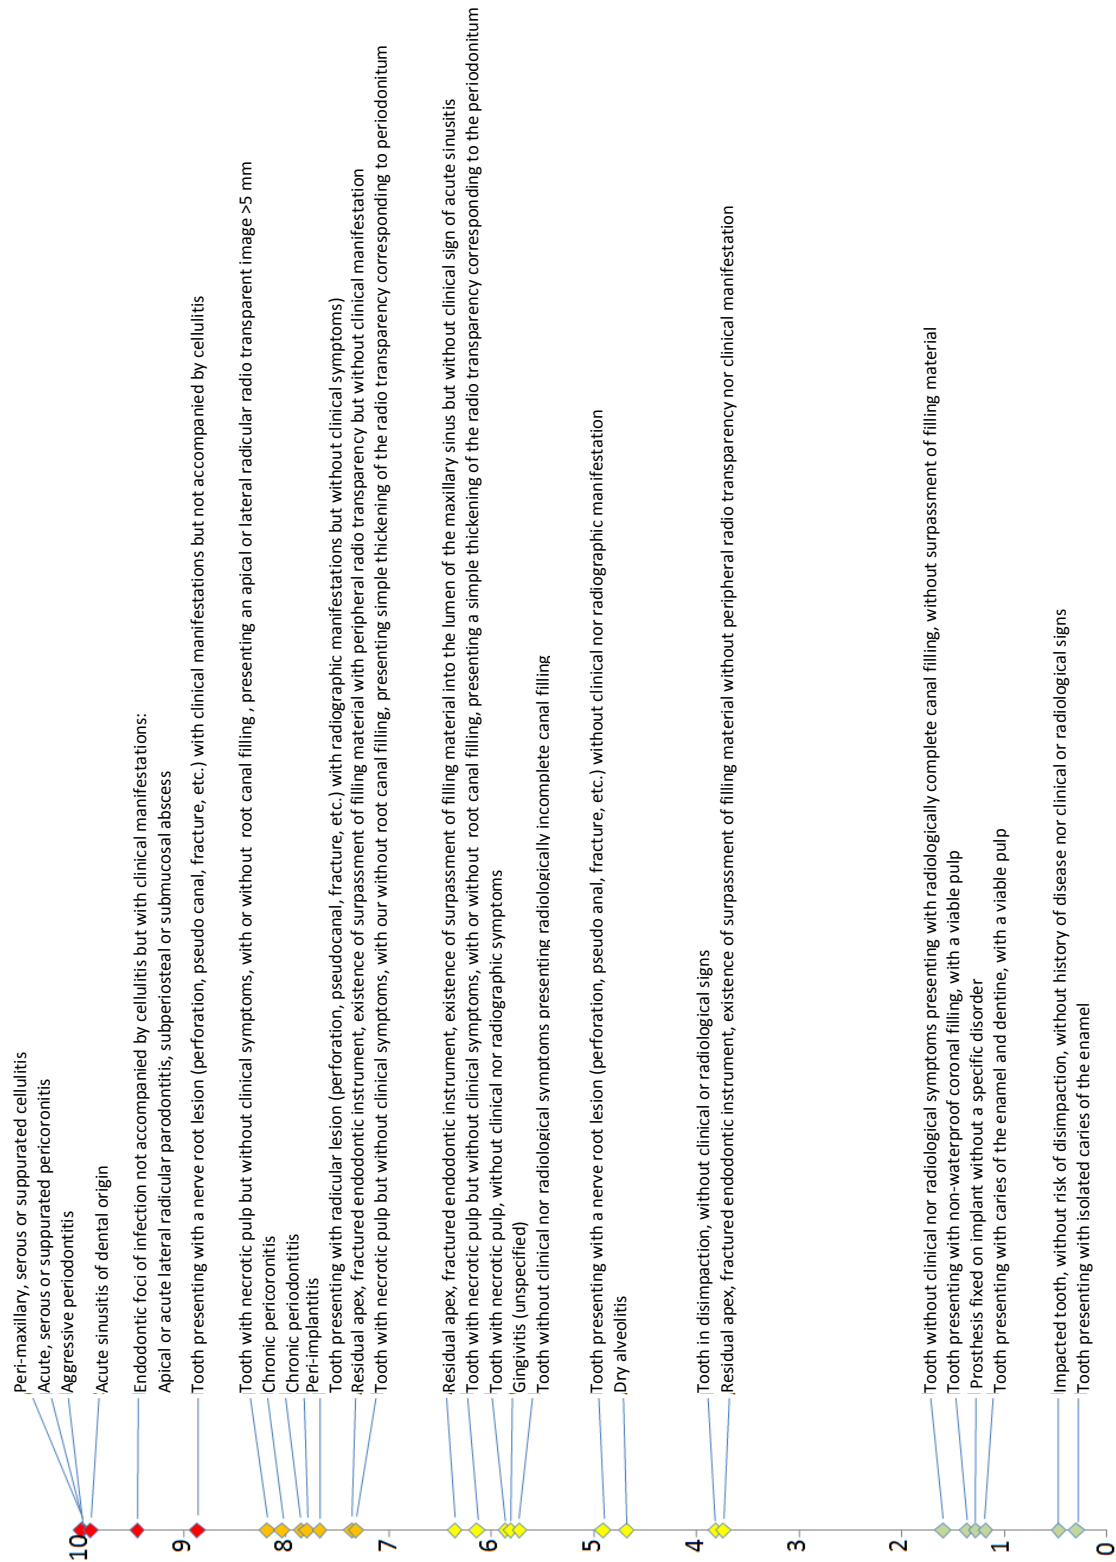 Peri-maxillary, serous or suppurated cellulitis
Acute, serous or suppurated pericoronitis
Aggressive periodontitis
Acute sinusitis of dental origin
Endodontic foci of infection not accompanied by cellulitis but with clinical manifestations:
Apical or acute lateral radicular parodontitis, subperiosteal or submucosal abscess
Tooth presenting with a nerve root lesion (perforation, pseudo canal, fracture, etc.) with clinical manifestations but not accompanied by cellulitis
Tooth with necrotic pulp but without clinical symptoms, with or without root canal filling , presenting an apical or lateral radicular radio transparent image >5 mm
Chronic pericoronitis
Chronic periodontitis
Peri-implantitis
Tooth presenting with radicular lesion (perforation, pseudocanal, fracture, etc.) with radiographic manifestations but without clinical symptoms)
Residual apex, fractured endodontic instrument, existence of surpassment of filling material with peripheral radio transparency but without clinical manifestation
Tooth with necrotic pulp but without clinical symptoms, with our without root canal filling, presenting simple thickening of the radio transparency corresponding to periodonitum
Residual apex, fractured endodontic instrument, existence of surpassment of filling material into the lumen of the maxillary sinus but without clinical sign of acute sinusitis
Tooth with necrotic pulp but without clinical symptoms, with or without root canal filling, presenting a simple thickening of the radio transparency corresponding to the periodonitum
Tooth with necrotic pulp, without clinical nor radiographic symptoms
Gingivitis (unspecified)
Tooth without clinical nor radiological symptoms presenting radiologically incomplete canal filling
Tooth presenting with a nerve root lesion (perforation, pseudo anal, fracture, etc.) without clinical nor radiographic manifestation
Dry alveolitis
Tooth in disimpaction, without clinical or radiological signs
Residual apex, fractured endodontic instrument, existence of surpassment of filling material without peripheral radio transparency nor clinical manifestation
Tooth without clinical nor radiological symptoms presenting with radiologically complete canal filling, without surpassment of filling material
Tooth presenting with non-waterproof coronal filling, with a viable pulp
Prosthesis fixed on implant without a specific disorder
Tooth presenting with caries of the enamel and dentine, with a viable pulp
Impacted tooth, without risk of disimpaction, without history of disease nor clinical or radiological signs
Tooth presenting with isolated caries of the enamel
10
9
8
7
6
5
4
3
2
1
0